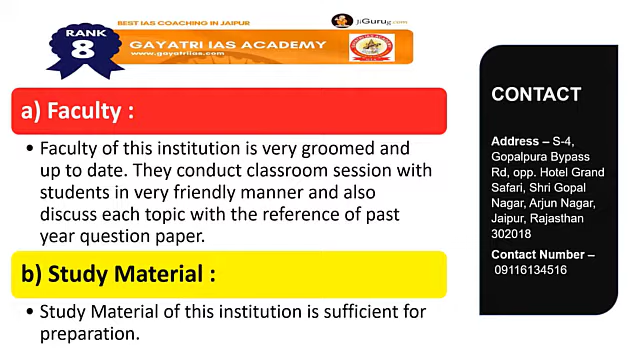 BEST IAS COACHING IN JAIPUR
JiGuruG.com
RANK
8
GAYATRI IAS ACADEMY
www.gayatriias.com
a) Faculty :
• Faculty of this institution is very groomed and
up to date. They conduct classroom session with
students in very friendly manner and also
discuss each topic with the reference of past
year question paper.
b) Study Material :
• Study Material of this institution is sufficient for
preparation.
CONTACT
Address – S-4,
Gopalpura Bypass
Rd, opp. Hotel Grand
Safari, Shri Gopal
Nagar, Arjun Nagar,
Jaipur, Rajasthan
302018
Contact Number –
09116134516